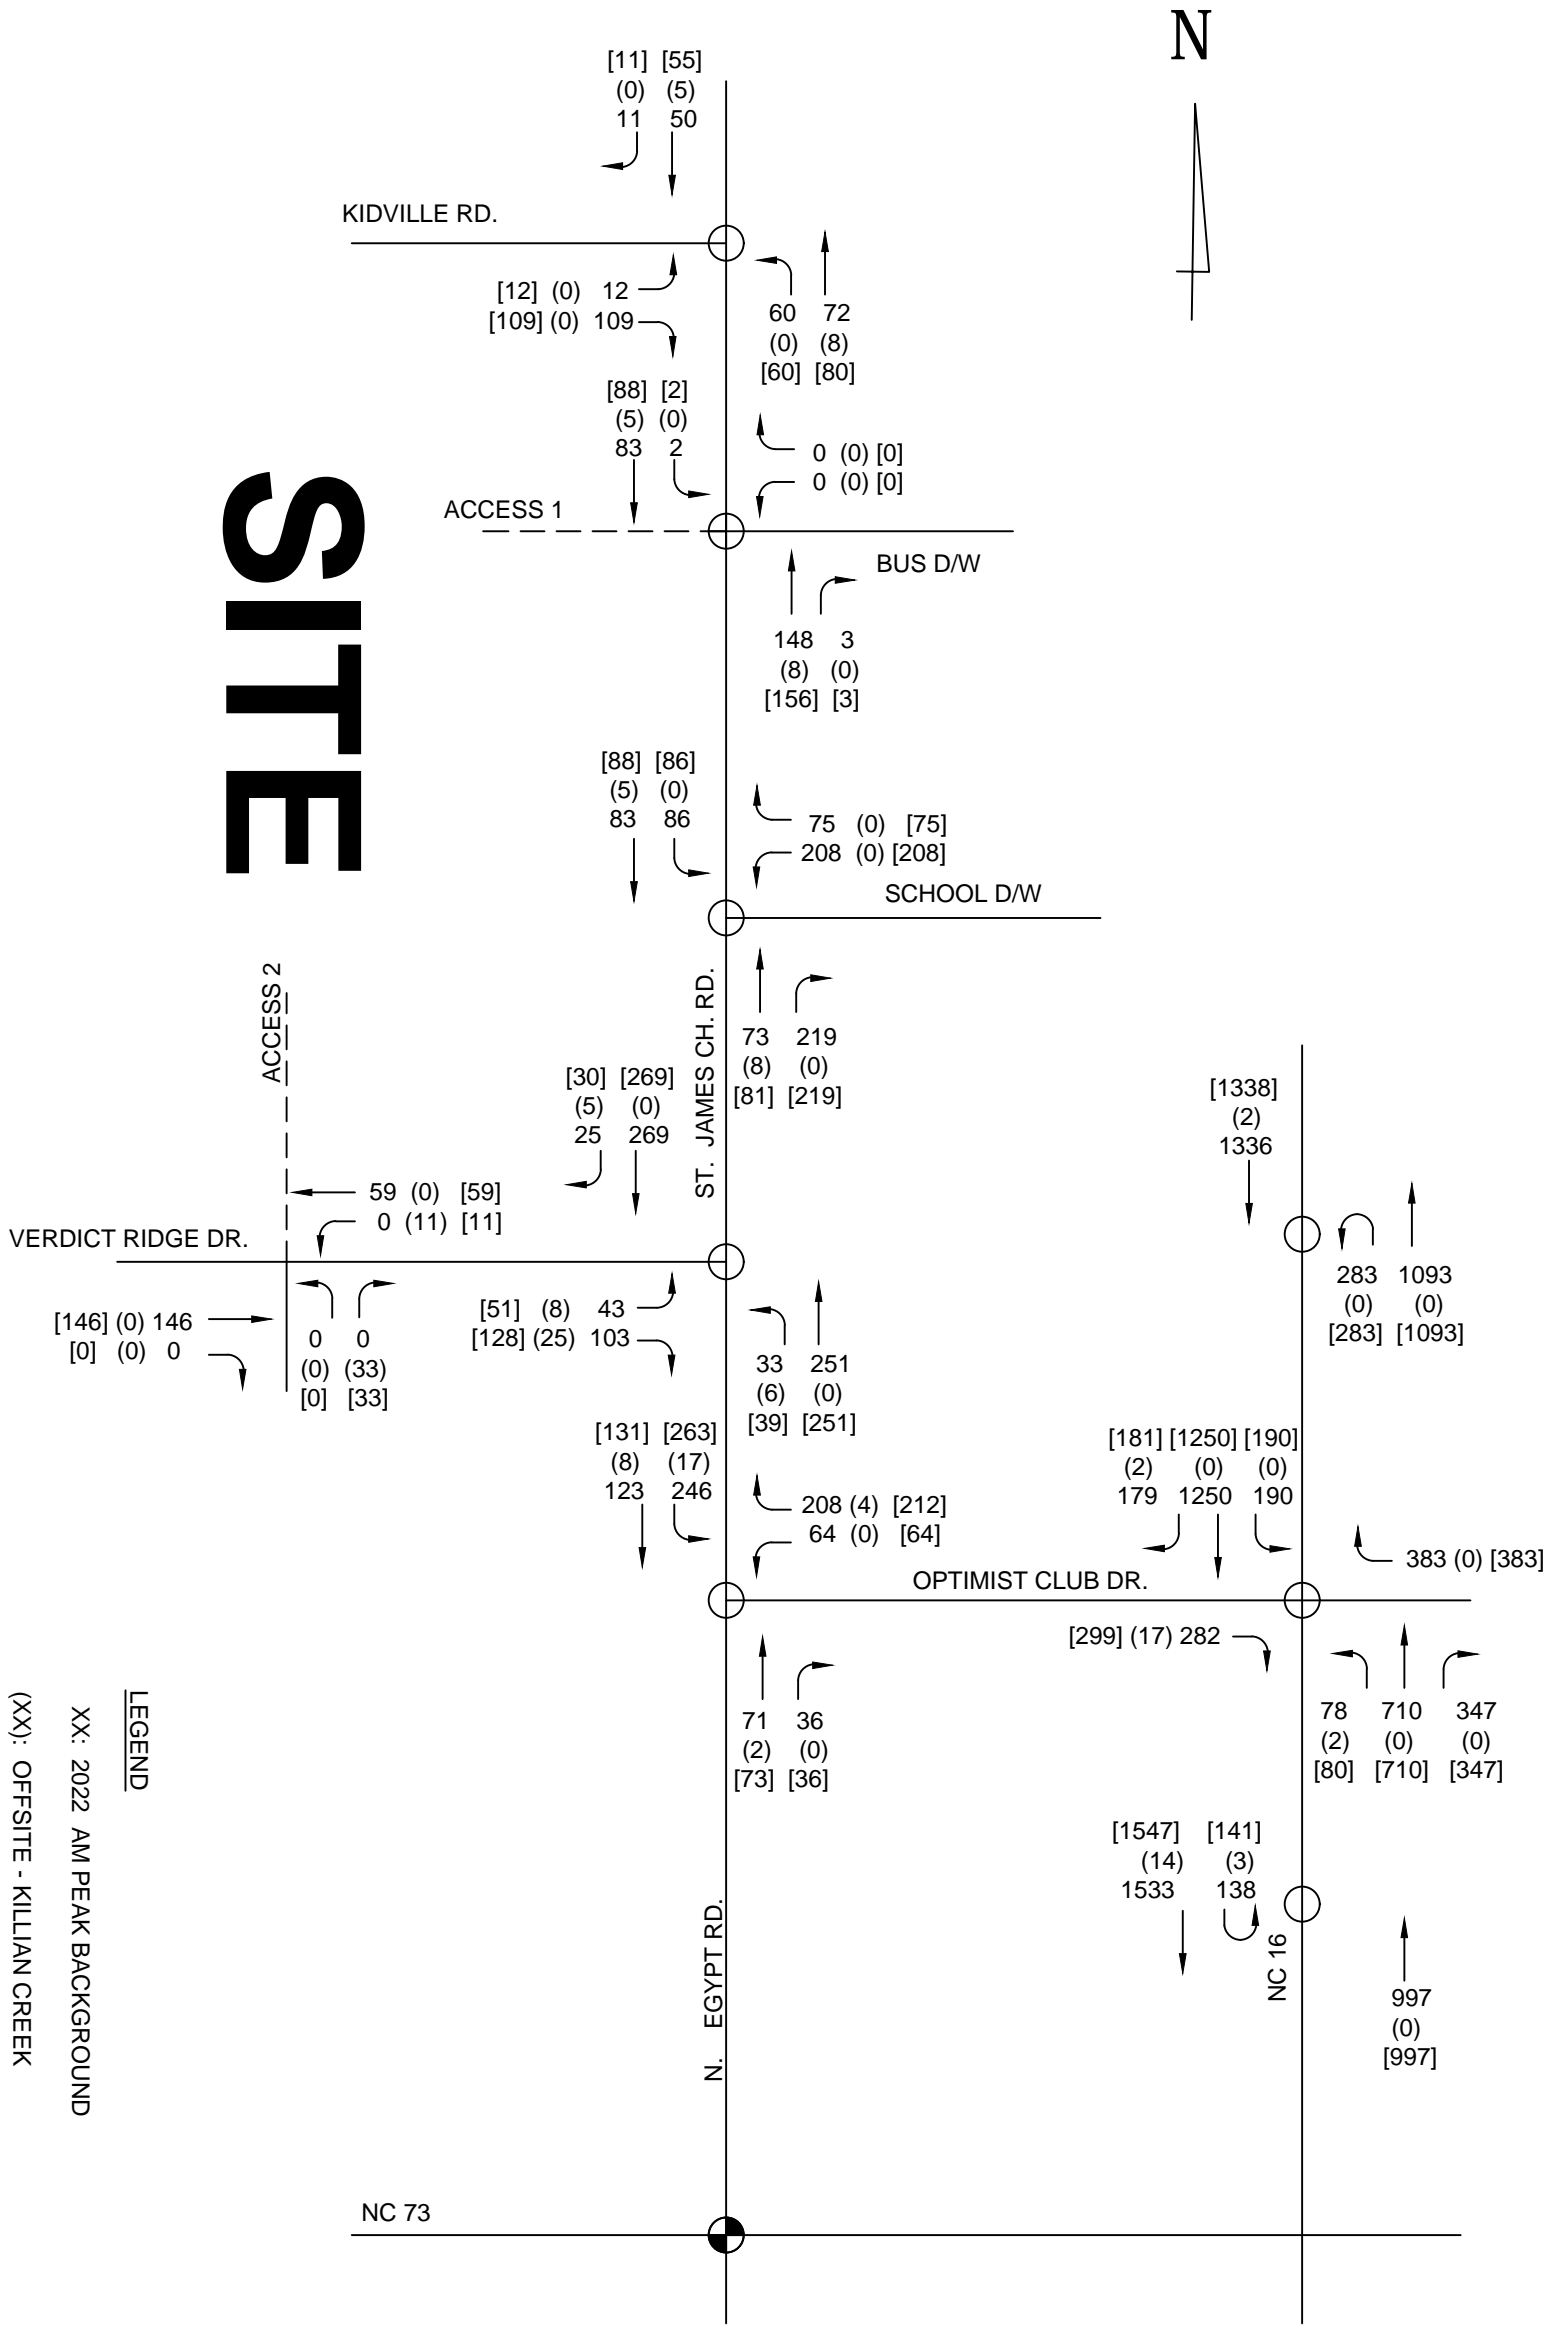 N
[11] [55]
(0) (5)
11 50
KIDVILLE RD.
[12] (0) 12
[109] (0) 109
60 72
(0) (8)
[60] [80]
[88] [2]
(5) (0)
83 2
0 (0) [0]
0 (0) [0]
ACCESS 1
BUS D/W
148 3
(8) (0)
[156] [3]
SITE
[88] [86]
(5) (0)
83 86
75 (0) [75]
208 (0) [208]
SCHOOL D/W
ST. JAMES CH. RD.
73 219
(8) (0)
[81] [219]
ACCESS 2
[30] [269]
(5) (0)
25 269
59 (0) [59]
0 (11) [11]
VERDICT RIDGE DR.
[146] (0) 146
[0] (0) 0
0 0
(0) (33)
[0] [33]
[51] (8) 43
[128] (25) 103
33 251
(6) (0)
[39] [251]
[1338]
(2)
1336
283 1093
(0) (0)
[283] [1093]
[131] [263]
(8) (17)
123 246
208 (4) [212]
64 (0) [64]
[181] [1250] [190]
(2) (0) (0)
179 1250 190
383 (0) [383]
OPTIMIST CLUB DR.
[299] (17) 282
71 36
(2) (0)
[73] [36]
78 710 347
(2) (0) (0)
[80] [710] [347]
[1547] [141]
(14) (3)
1533 138
NC 16
997
(0)
[997]
N. EGYPT RD.
NC 73
LEGEND
XX: 2022 AM PEAK BACKGROUND
(XX): OFFSITE - KILLIAN CREEK